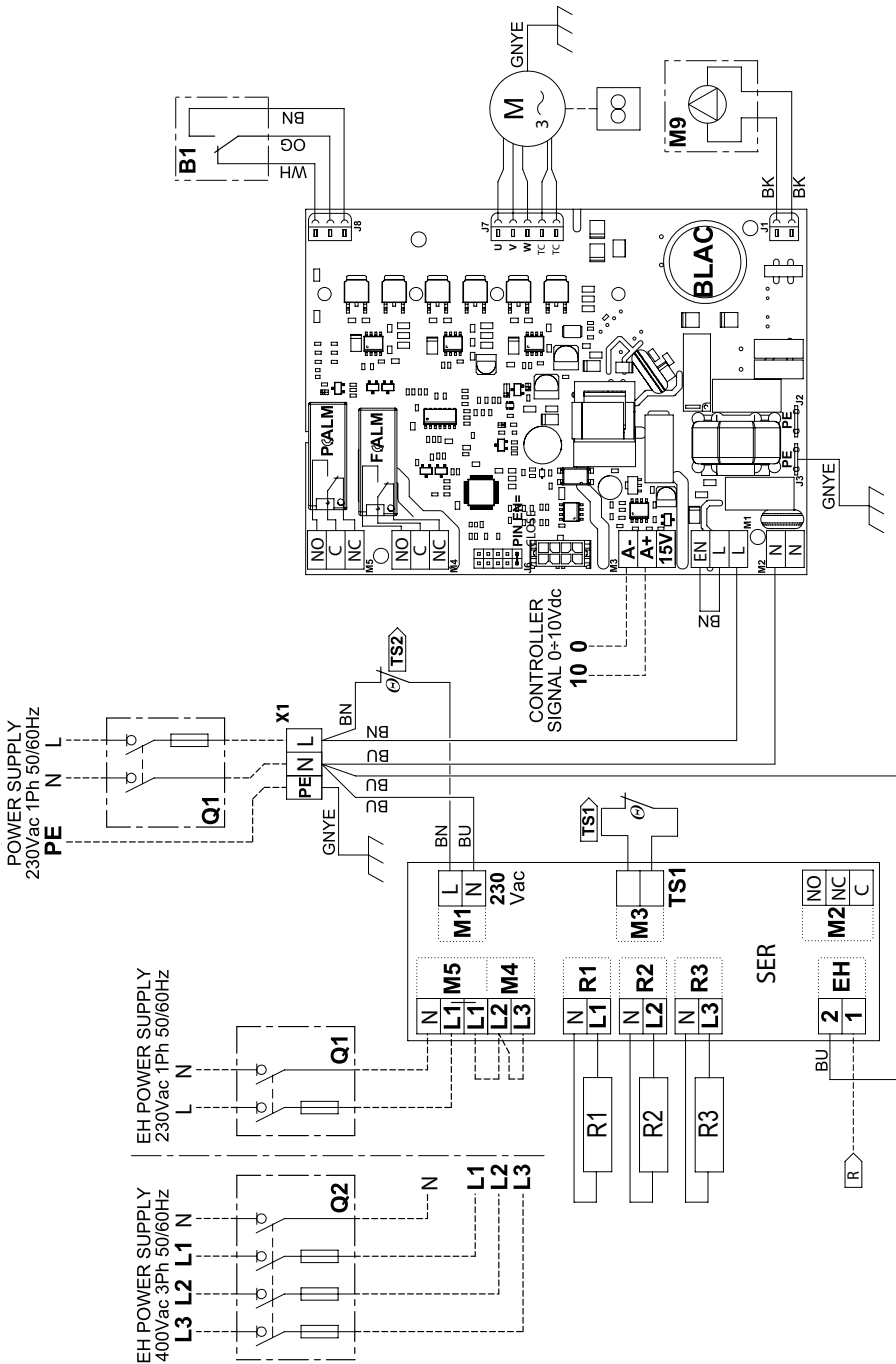 POWER SUPPLY
230Vac 1Ph 50/60Hz
PE N L
Q1
X1
PE N L
GNYE
BU
BU
BU
BN
BN
TS2
BN
BU
EH POWER SUPPLY
230Vac 1Ph 50/60Hz
L N
Q1
EH POWER SUPPLY
400Vac 3Ph 50/60Hz
L3 L2 L1 N
Q2
N
L1
L2
L3
N
L1
L1
L2
L3
M5
M4
M1
L
N
230
Vac
R1
N
L1
R1
R2
N
L2
R2
R3
N
L3
R3
M3
TS1
TS1
SER
M2
NO
NC
C
EH
2
1
BU
R
CONTROLLER
SIGNAL 0÷10Vdc
10 0
NO
C
NC
M5
PCALM
NO
C
NC
M4
FCALM
J6
PIN EN=
CLOSE
M3
A-
A+
15V
EN
L
L
M1
BN
M2
N
N
J3
PE
PE
J2
GNYE
BLAC
J8
WH
OG
BN
B1
J7
U
V
W
TC
TC
M
3~
GNYE
J1
BK
BK
M9